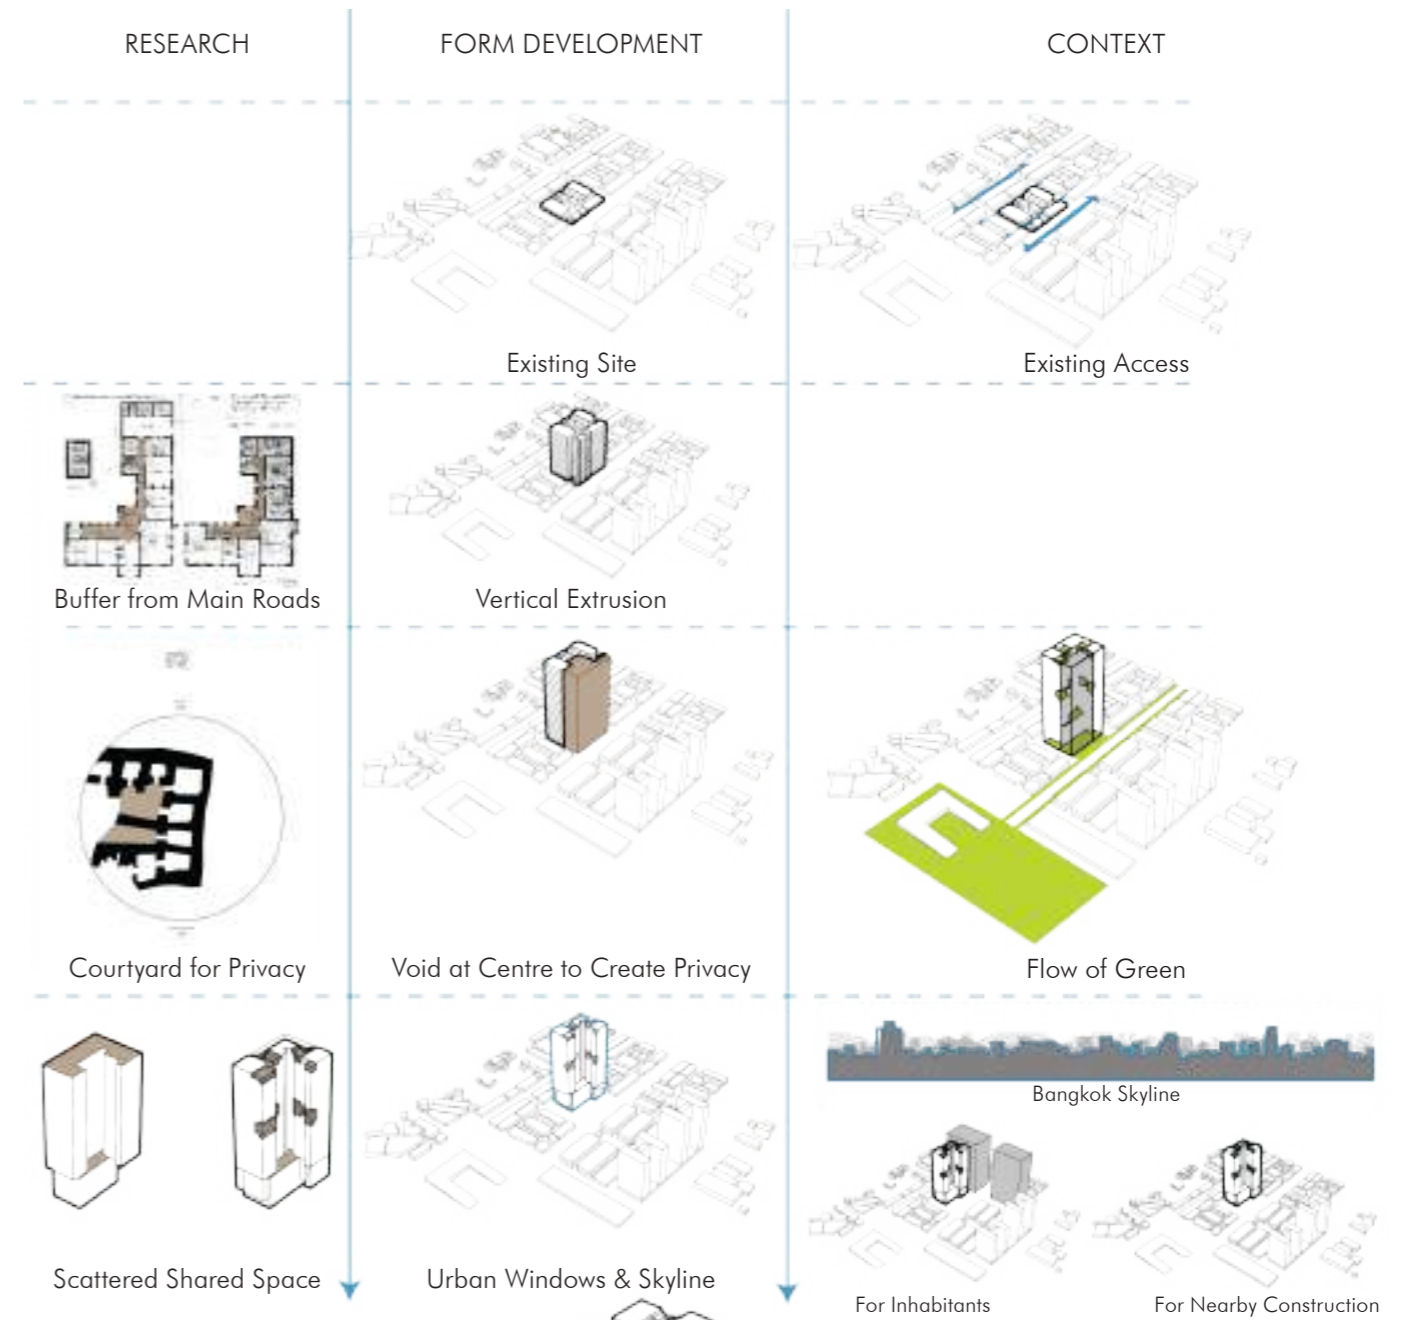 RESEARCH
FORM DEVELOPMENT
CONTEXT
Existing Site
Existing Access
Buffer from Main Roads
Vertical Extrusion
Courtyard for Privacy
Void at Centre to Create Privacy
Flow of Green
Bangkok Skyline
Scattered Shared Space
Urban Windows & Skyline
For Inhabitants
For Nearby Construction